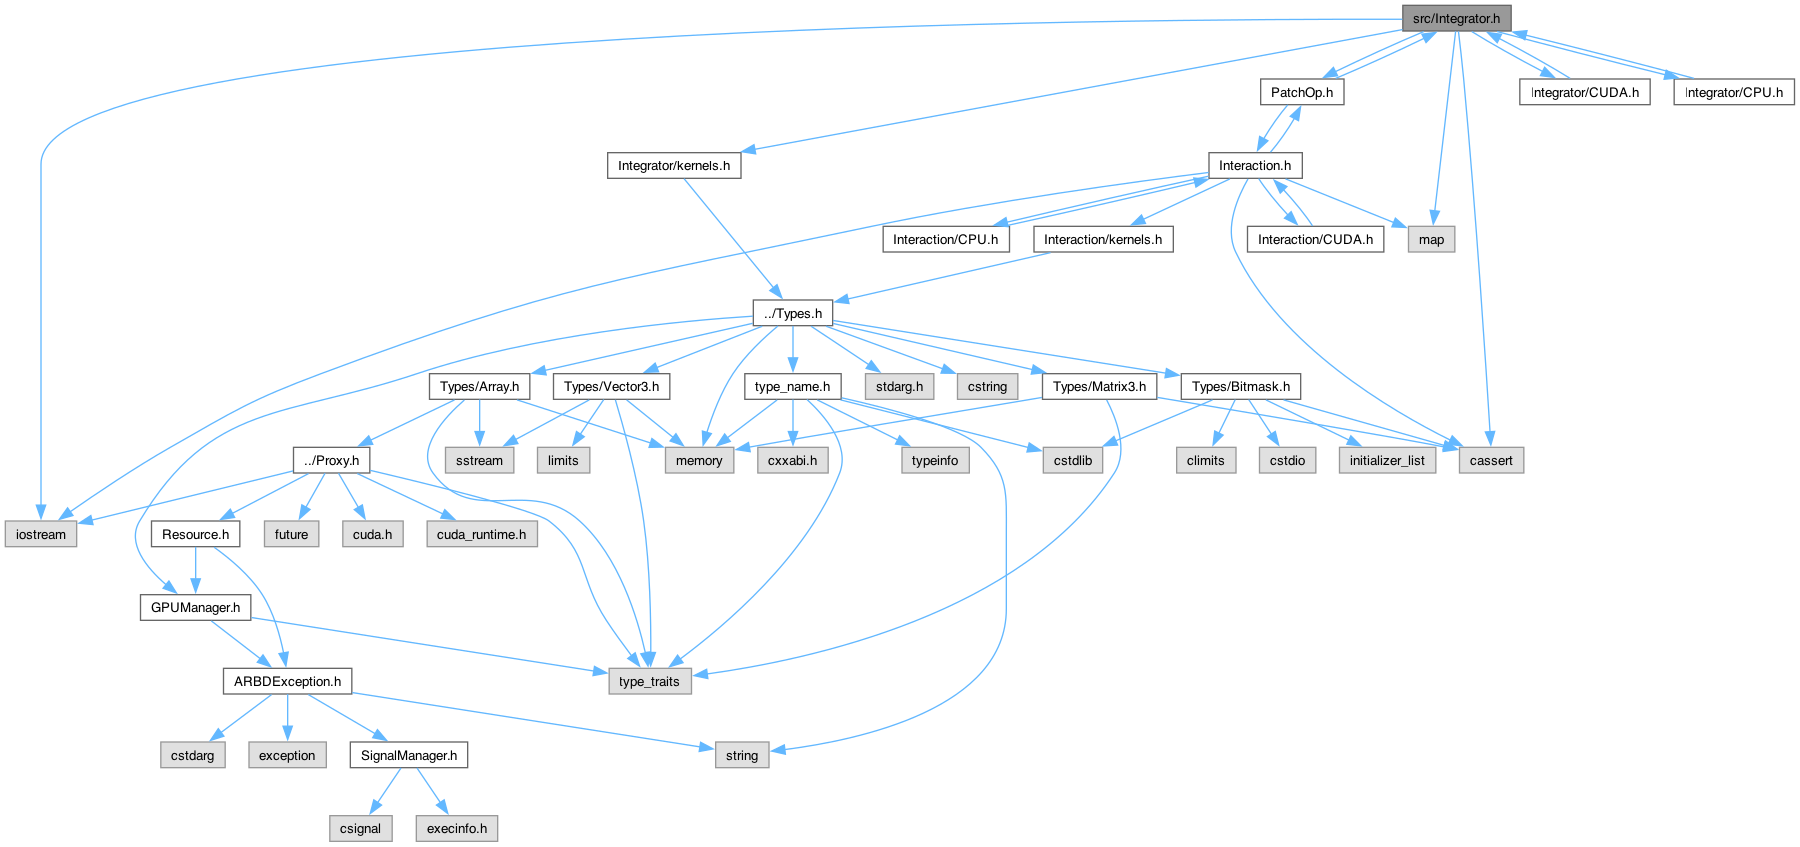 src/Integrator.h
PatchOp.h
Integrator/CUDA.h
Integrator/CPU.h
Integrator/kernels.h
Interaction.h
Interaction/CPU.h
Interaction/kernels.h
Interaction/CUDA.h
map
../Types.h
Types/Array.h
Types/Vector3.h
type_name.h
stdarg.h
cstring
Types/Matrix3.h
Types/Bitmask.h
../Proxy.h
sstream
limits
memory
cxxabi.h
typeinfo
cstdlib
climits
cstdio
initializer_list
cassert
iostream
Resource.h
future
cuda.h
cuda_runtime.h
GPUManager.h
ARBDException.h
type_traits
cstdarg
exception
SignalManager.h
string
csignal
execinfo.h